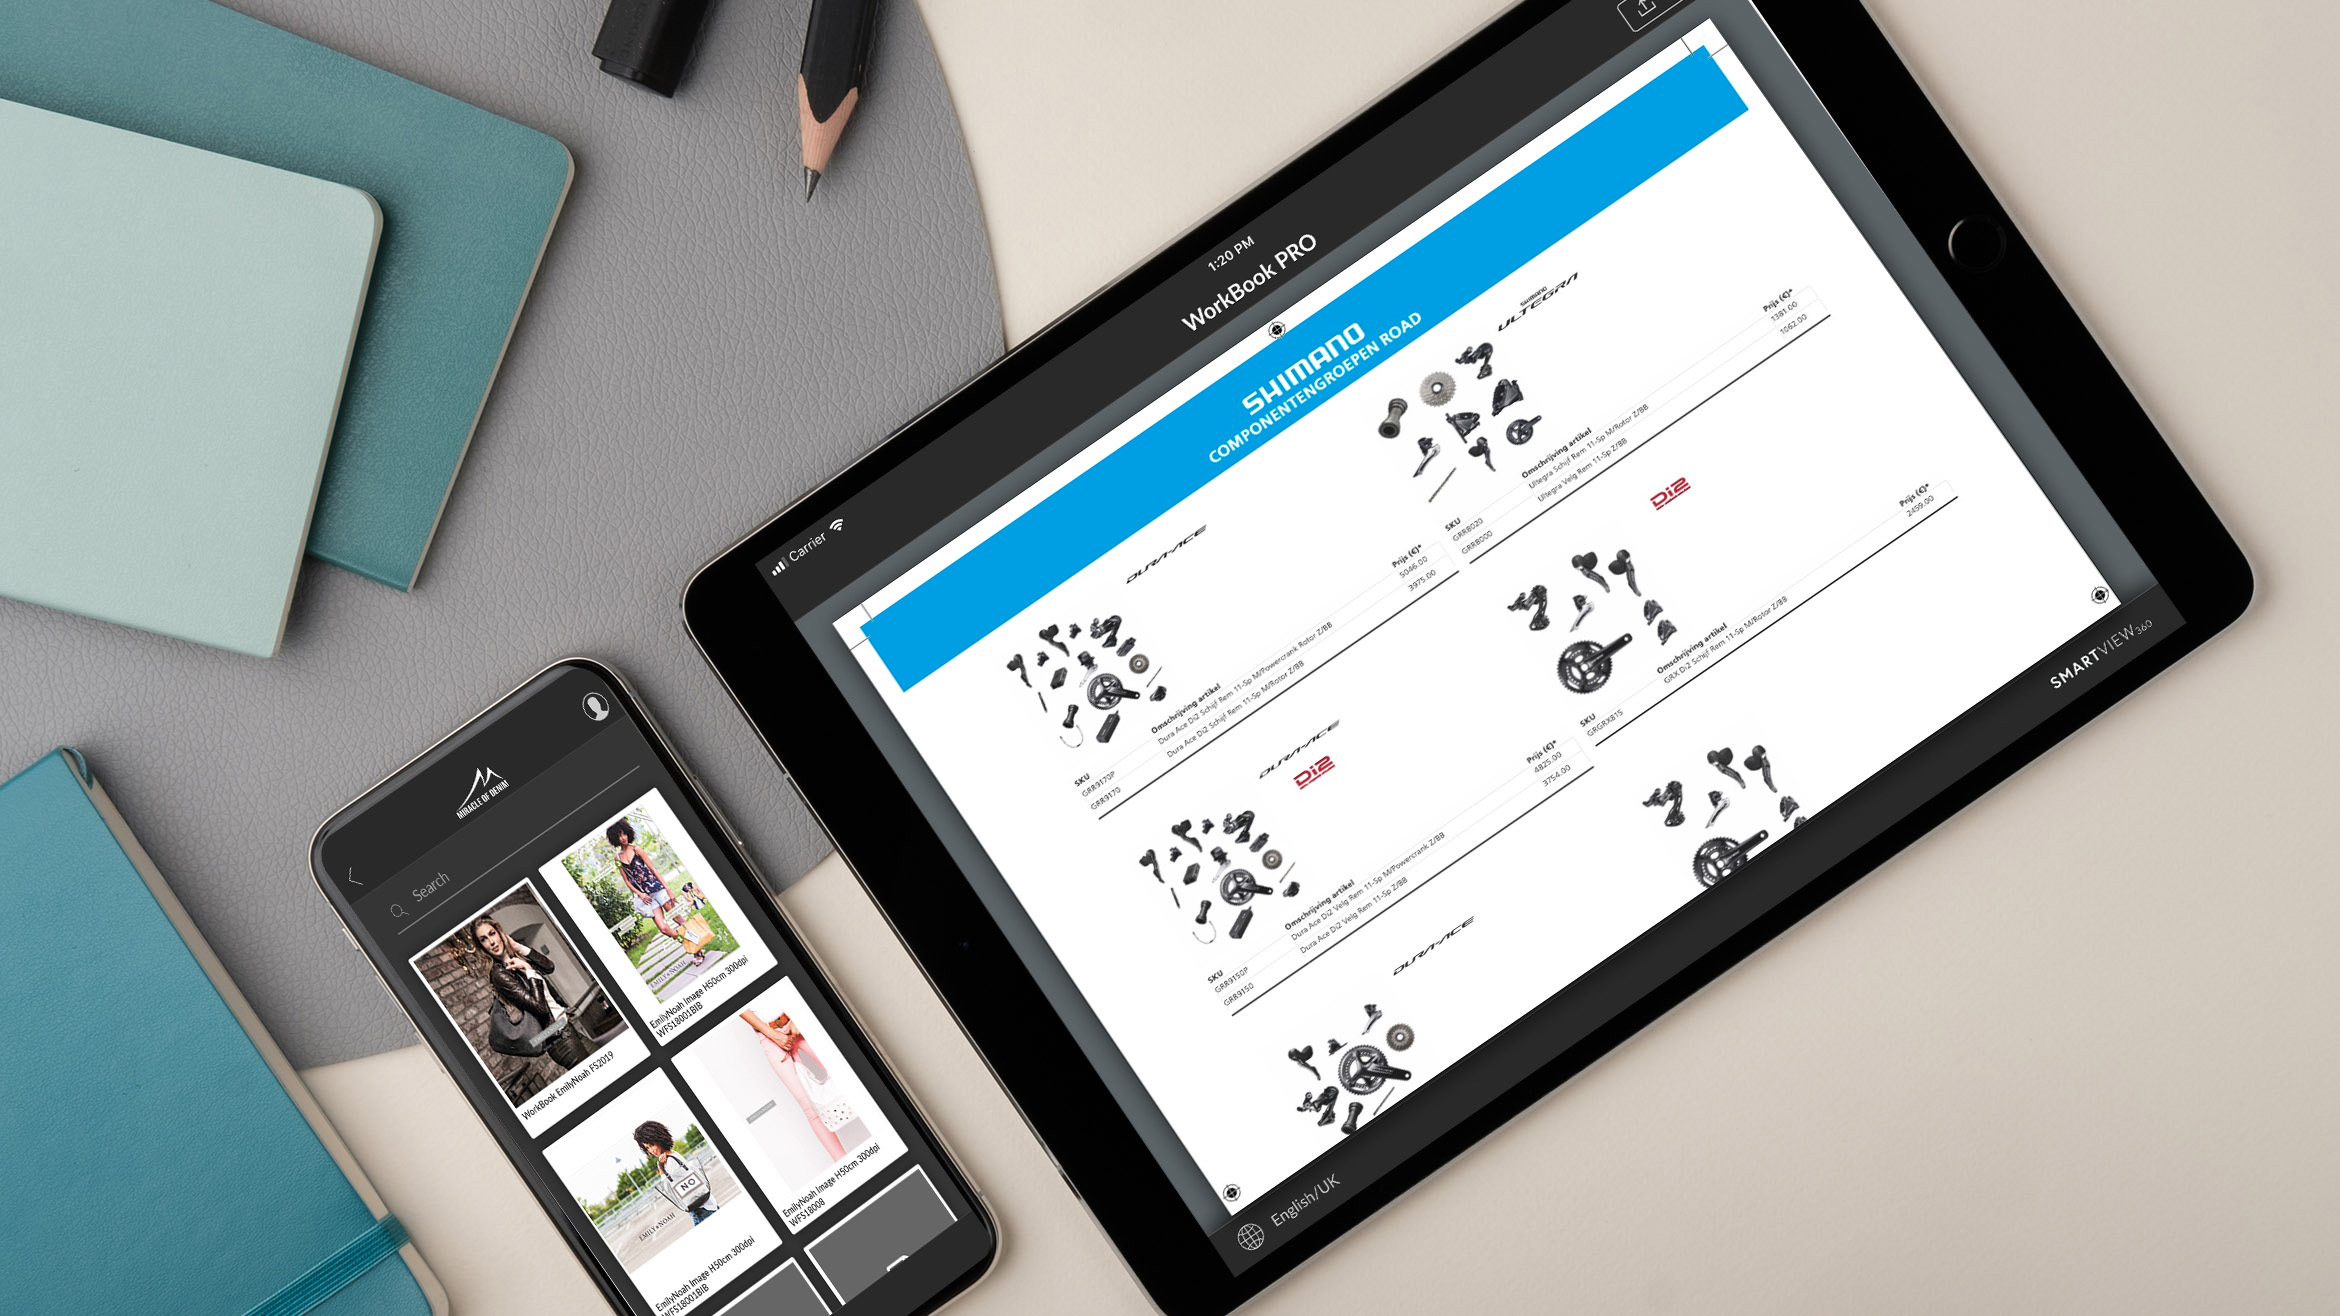 1:20 PM
WorkBook PRO
Carrier
SHIMANO
COMPONENTENGROEPEN ROAD
DURA-ACE
SKU
Omschrijving artikel
Prijs (€)*
GRR9170P
Dura Ace Di2 Schijf Rem 11-Sp M/Powercrank Rotor Z/BB
5046.00
GRR9170
Dura Ace Di2 Schijf Rem 11-Sp M/Rotor Z/BB
3975.00
DURA-ACE
Di2
SKU
Omschrijving artikel
Prijs (€)*
GRR9150P
Dura Ace Di2 Velg Rem 11-Sp M/Powercrank Z/BB
4825.00
GRR9150
Dura Ace Di2 Velg Rem 11-Sp Z/BB
3754.00
DURA-ACE
SHIMANO
ULTEGRA
SKU
Omschrijving artikel
Prijs (€)*
GRR8020
Ultegra Schijf Rem 11-Sp M/Rotor Z/BB
1381.00
GRR8000
Ultegra Velg Rem 11-Sp Z/BB
1062.00
Di2
SKU
Omschrijving artikel
Prijs (€)*
GRGRX815
GRX Di2 Schijf Rem 11-Sp M/Rotor Z/BB
2459.00
English/UK
SMARTVIEW360
MIRACLE OF DENIM
Search
WorkBook EmilyNoah FS2019
EMILY&NOAH
EmilyNoah Image H50cm 300dpi
WFS18001BIB
NO
EMILY&NOAH
EmilyNoah Image H50cm 300dpi
WFS18001BIB
EmilyNoah Image H50cm 300dpi
WFS18008